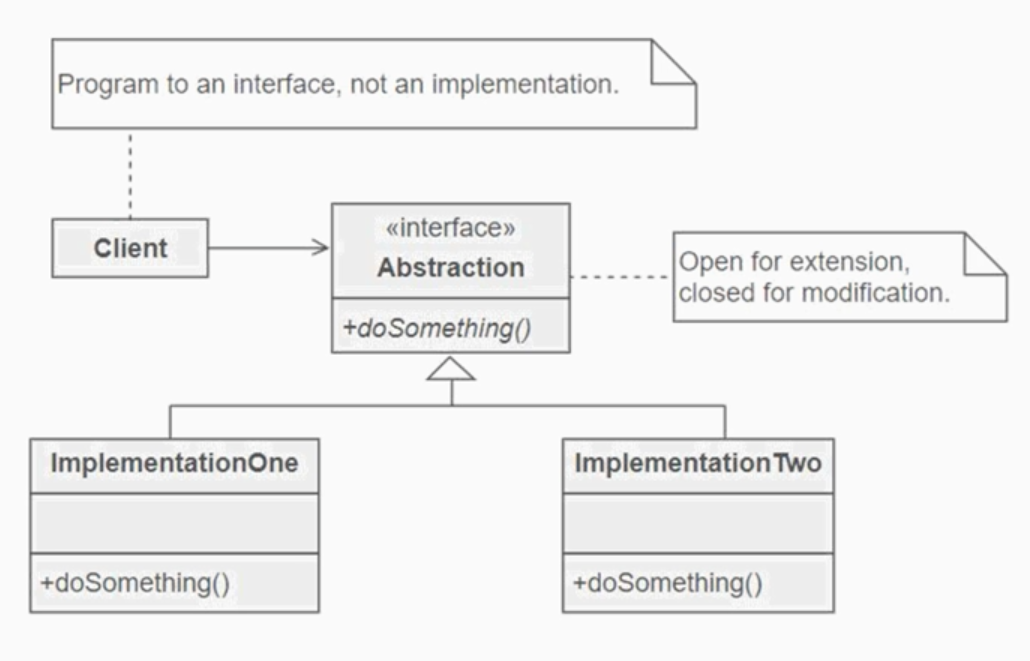 Program to an interface, not an implementation.
Client
«interface»
Abstraction
+doSomething()
Open for extension,
closed for modification.
ImplementationOne
+doSomething()
ImplementationTwo
+doSomething()